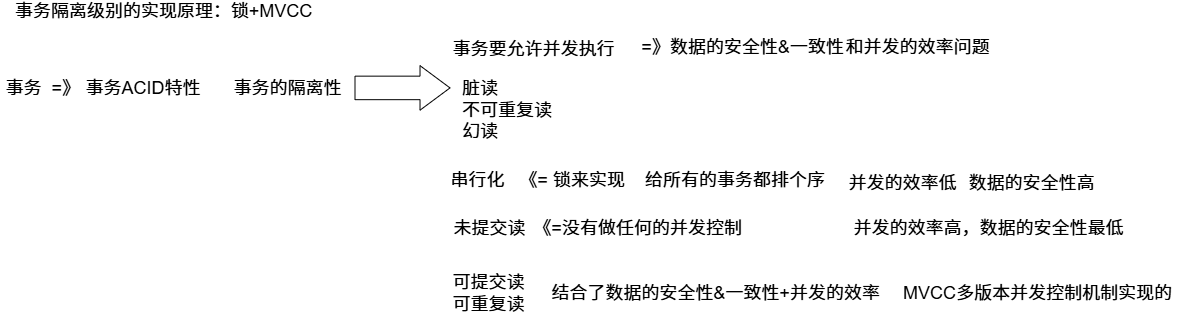 事务隔离级别的实现原理：锁+MVCC
事务要允许并发执行 =》数据的安全性&一致性和并发的效率问题
事务 =》 事务ACID特性 事务的隔离性
脏读
不可重复读
幻读
串行化 《= 锁来实现 给所有的事务都排个序 并发的效率低 数据的安全性高
未提交读 《=没有做任何的并发控制 并发的效率高，数据的安全性最低
可提交读
可重复读
结合了数据的安全性&一致性+并发的效率 MVCC多版本并发控制机制实现的